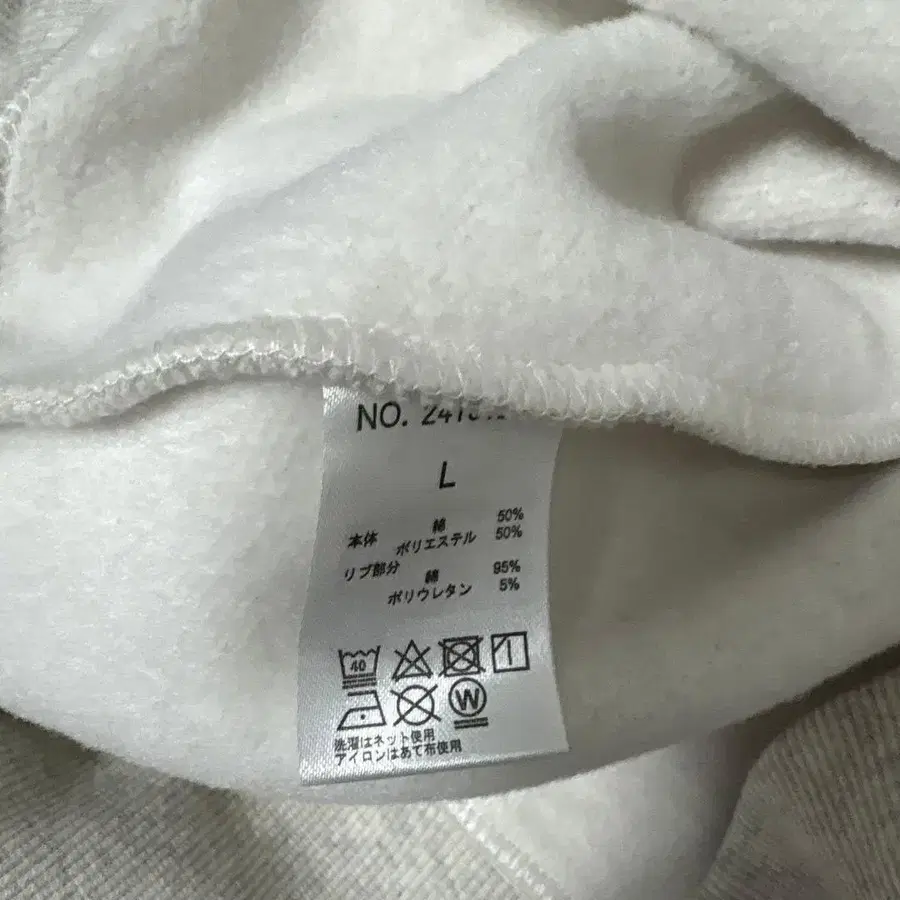 NO.
L
本体 綿 50%
ポリエステル 50%
リブ部分 綿 95%
ポリウレタン 5%
40
W
洗濯はネット使用
アイロンはあて布使用